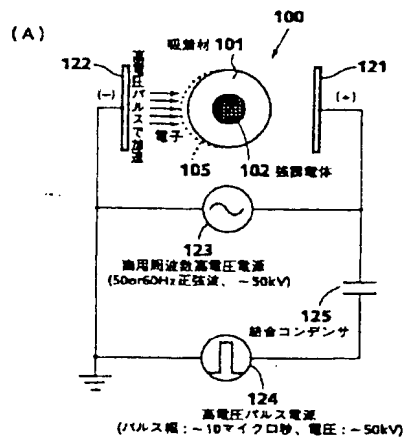 (A)
100
吸着材 101
122
121
(−)
高電圧パルスで加速
電子
(+)
105
102 強誘電体
123
商用周波数高電圧電源
(50or60Hz正弦波、~50kV)
125
結合コンデンサ
124
高電圧パルス電源
(パルス幅:~10マイクロ秒、電圧:~50kV)